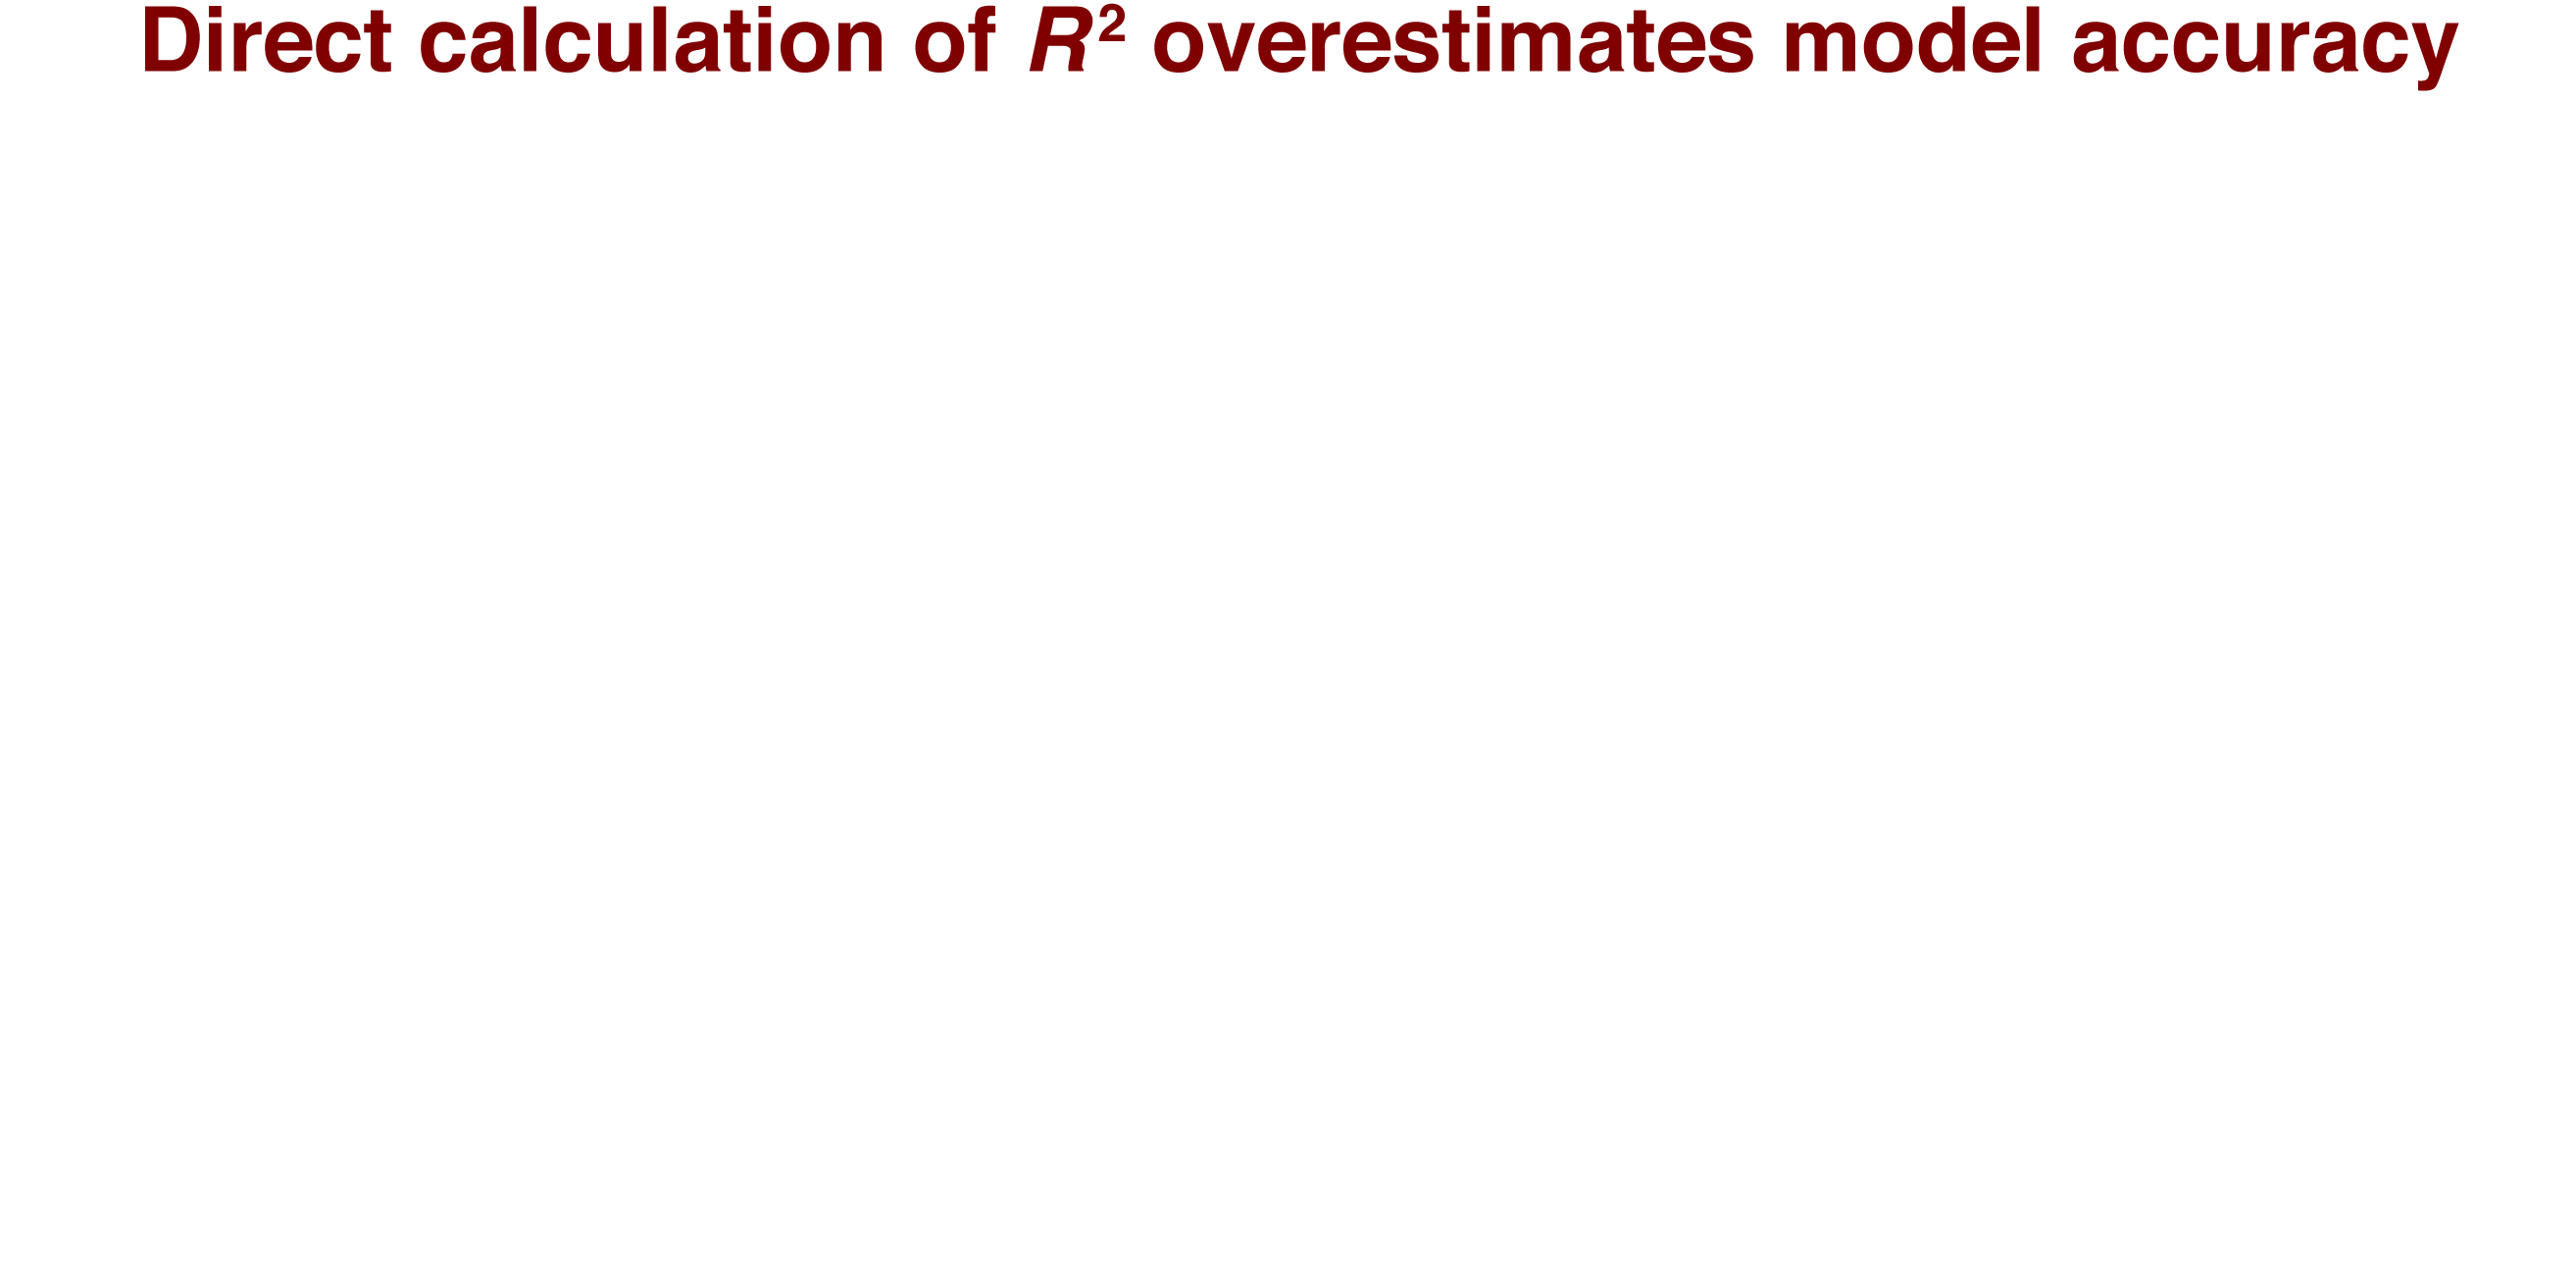 Direct calculation of R² overestimates model accuracy